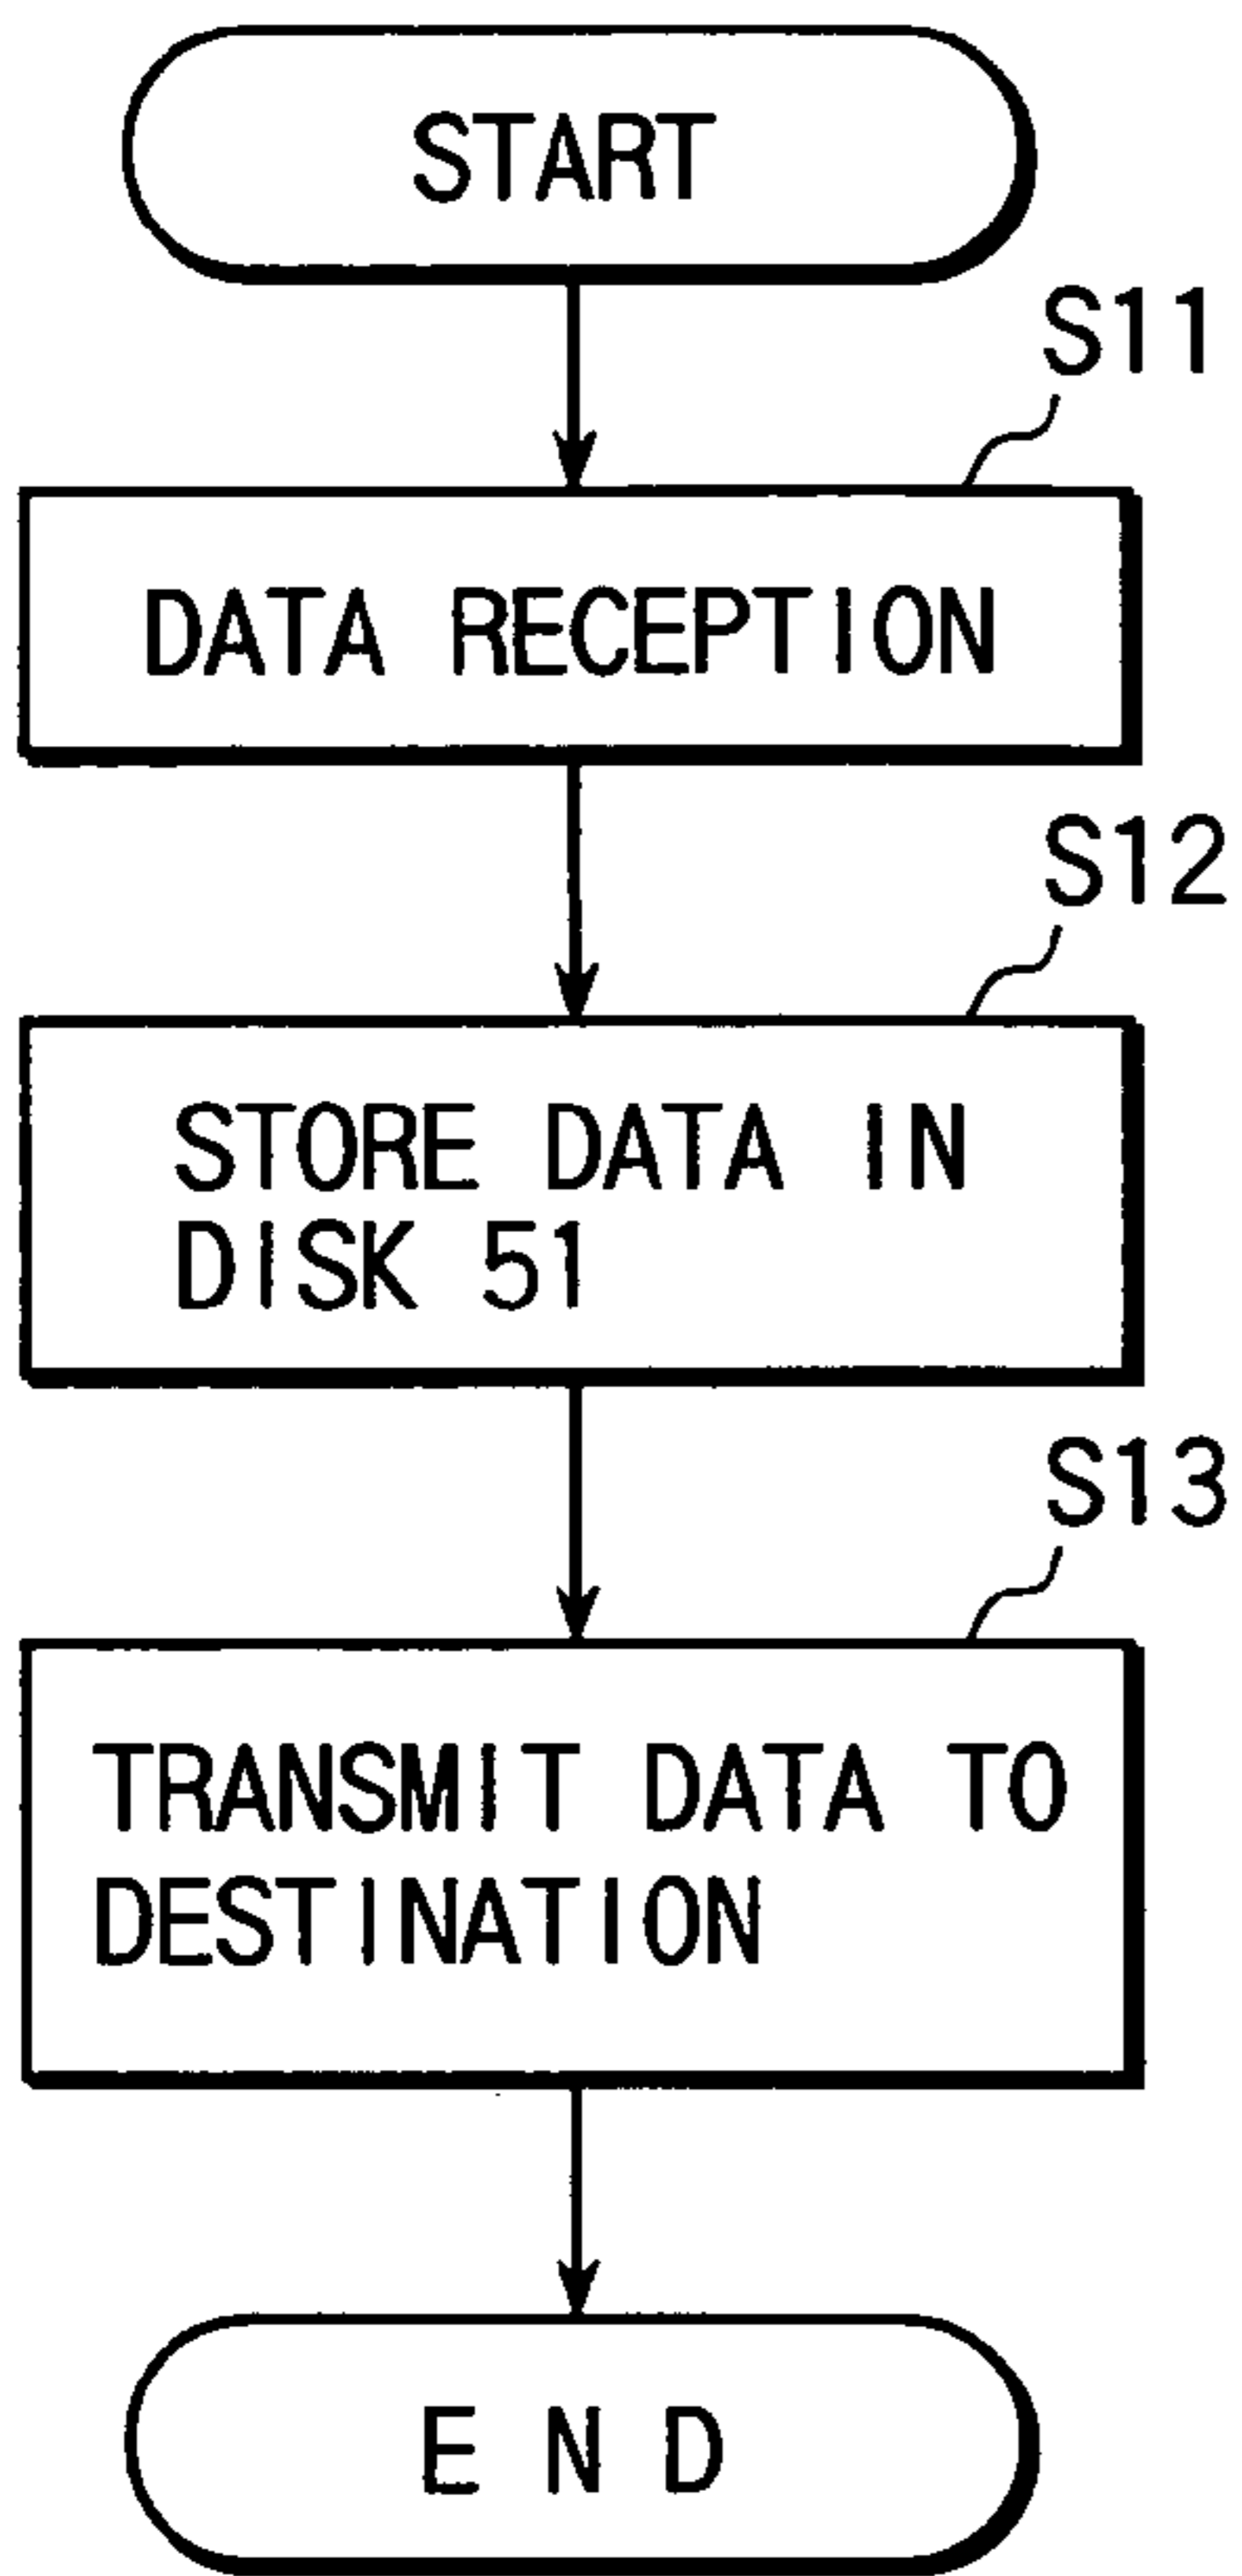 START
S11
DATA RECEPTION
S12
STORE DATA IN
DISK 51
S13
TRANSMIT DATA TO
DESTINATION
END